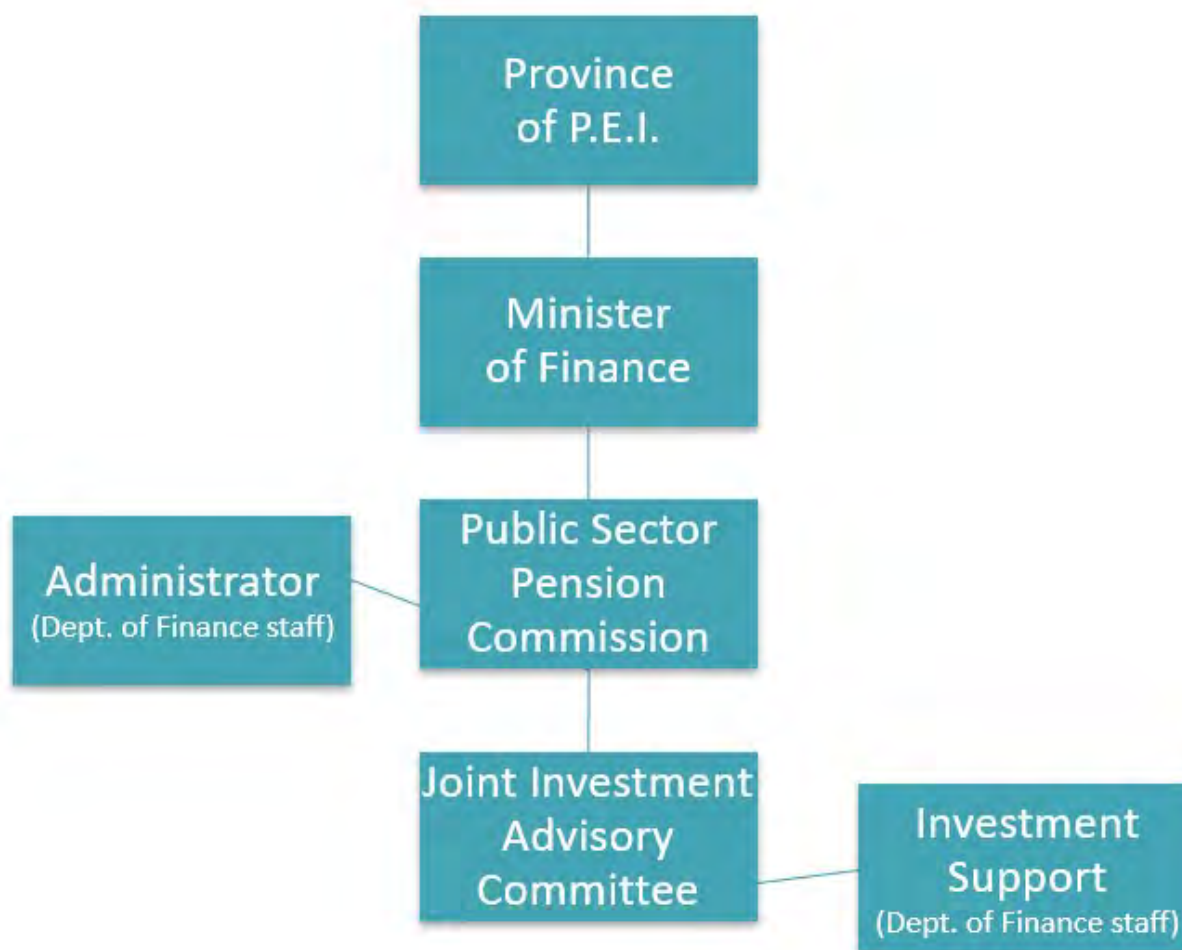 Province
of P.E.I.
Minister
of Finance
Public Sector
Pension
Commission
Administrator
(Dept. of Finance staff)
Joint Investment
Advisory
Committee
Investment
Support
(Dept. of Finance staff)